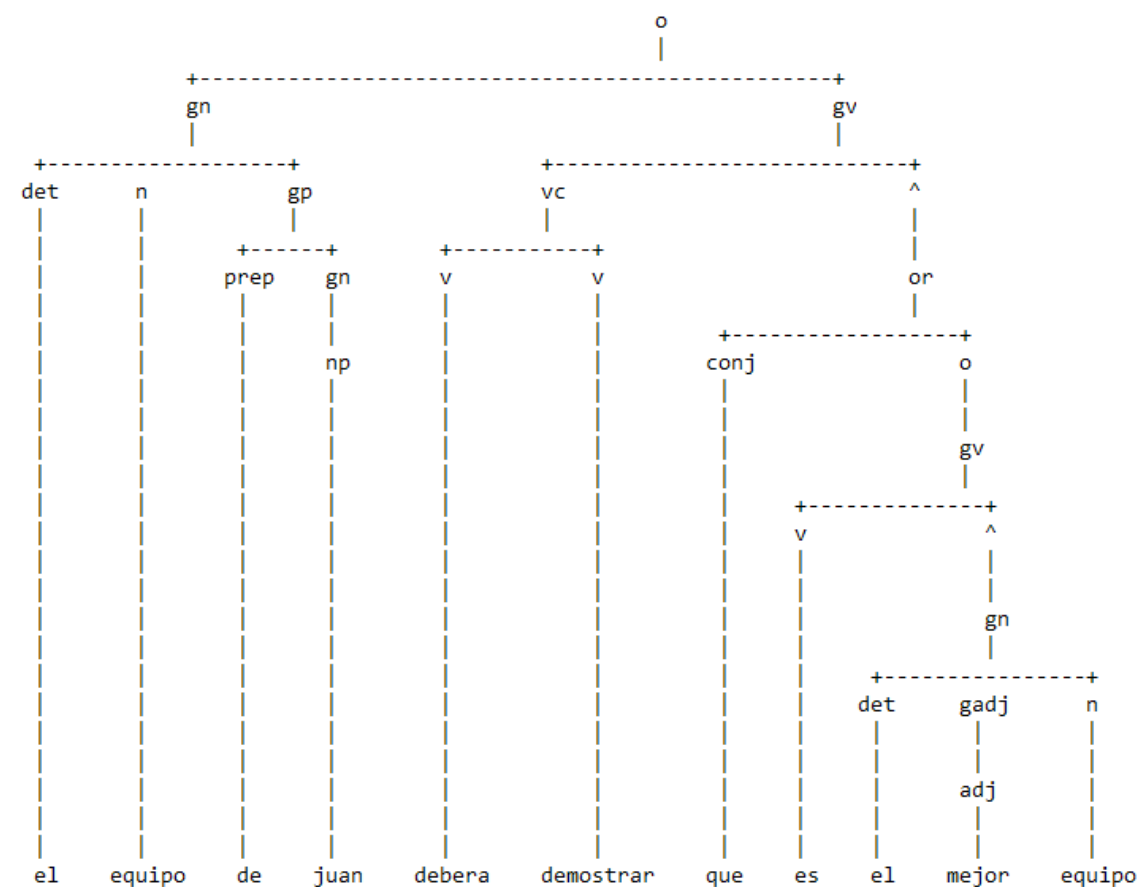 o
gn gv
det n gp vc ^
prep gn v v or
np conj o
gv
v ^
gn
det gadj n
adj
el equipo de juan debera demostrar que es el mejor equipo